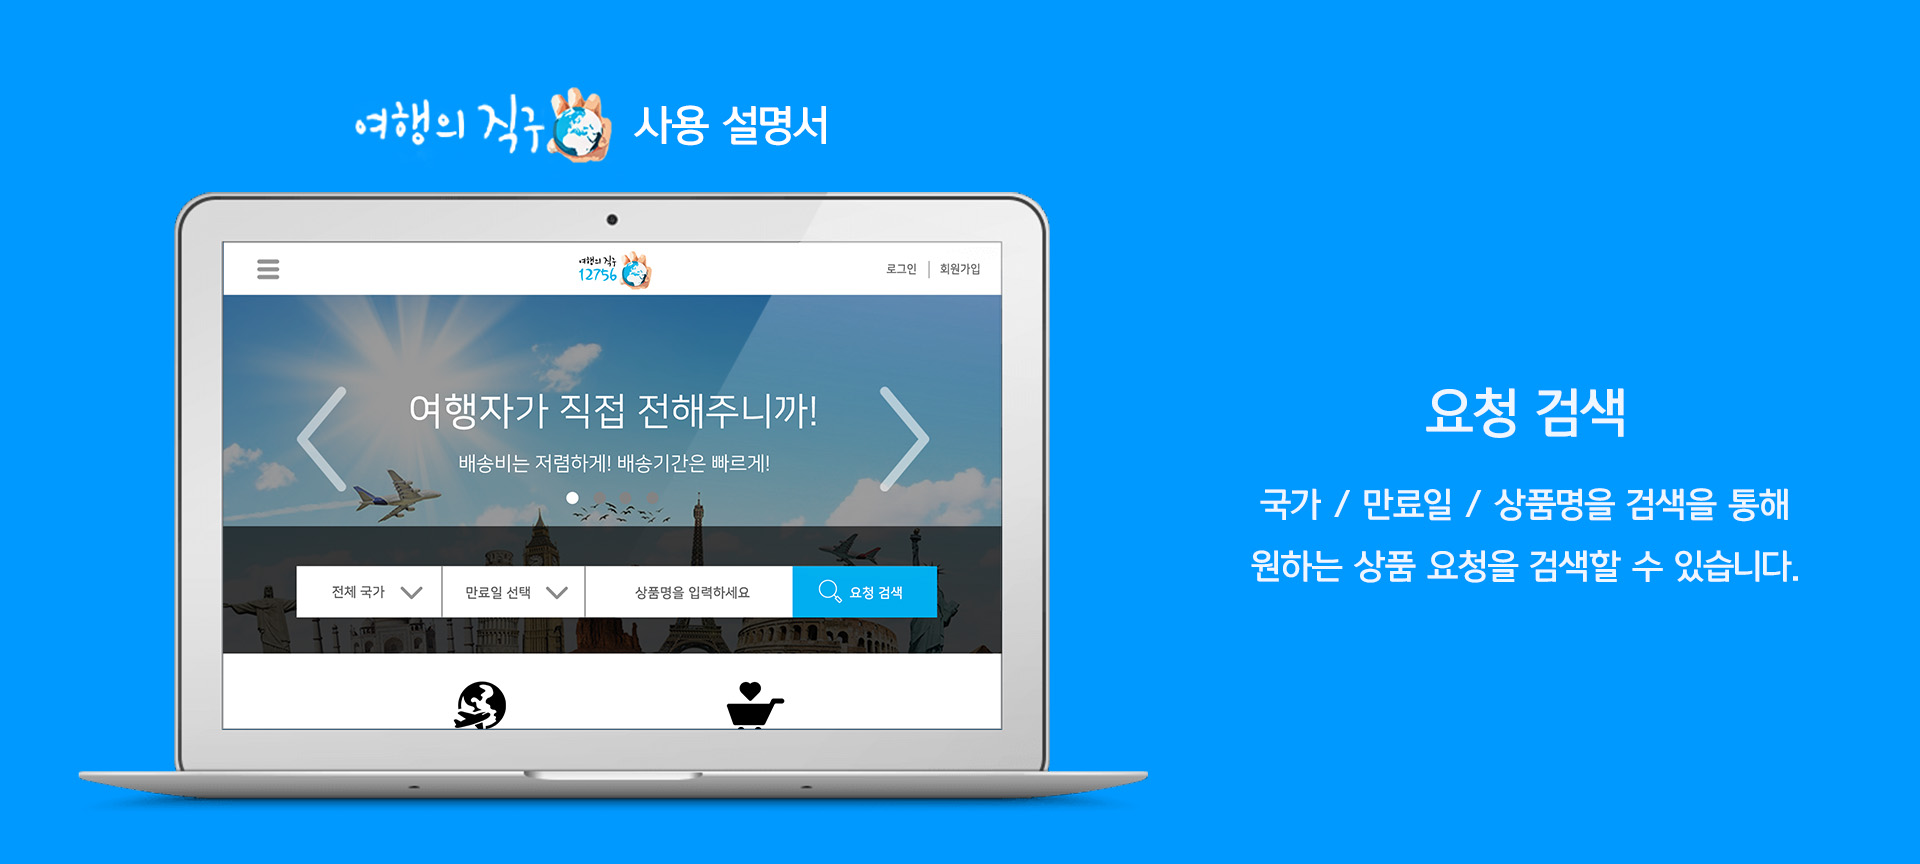 여행의 직구 사용 설명서
여행의 직구
12756
로그인 | 회원가입
여행자가 직접 전해주니까!
배송비는 저렴하게! 배송기간은 빠르게!
전체 국가
만료일 선택
상품명을 입력하세요
요청 검색
요청 검색
국가 / 만료일 / 상품명을 검색을 통해
원하는 상품 요청을 검색할 수 있습니다.